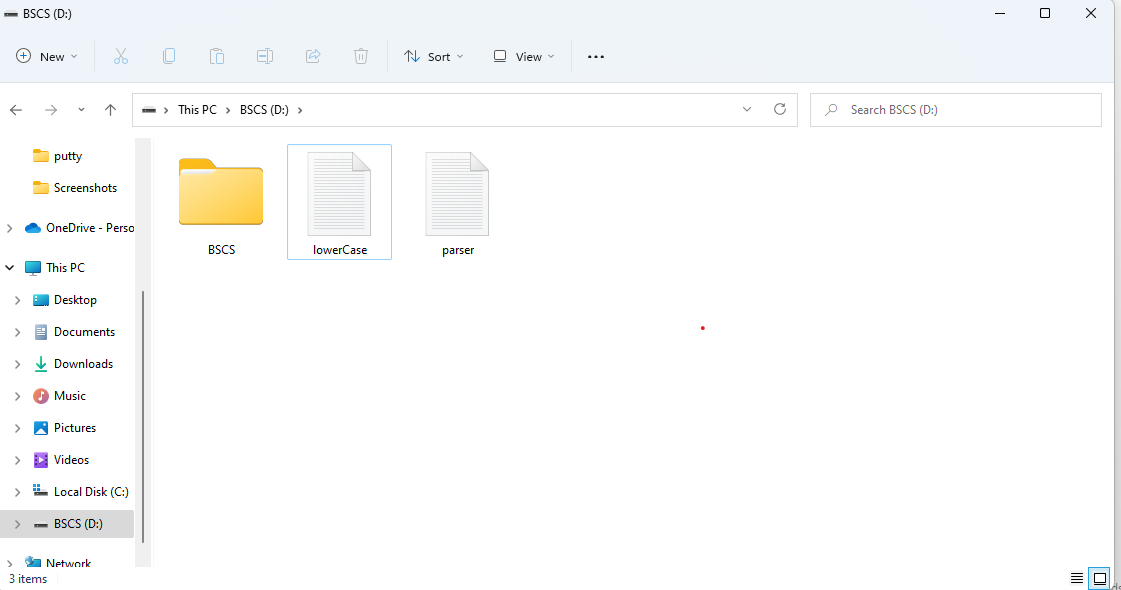 BSCS (D:)
New
Sort
View
This PC
BSCS (D:)
Search BSCS (D:)
putty
Screenshots
OneDrive - Perso
This PC
Desktop
Documents
Downloads
Music
Pictures
Videos
Local Disk (C:)
BSCS (D:)
Network
BSCS
lowerCase
parser
3 items